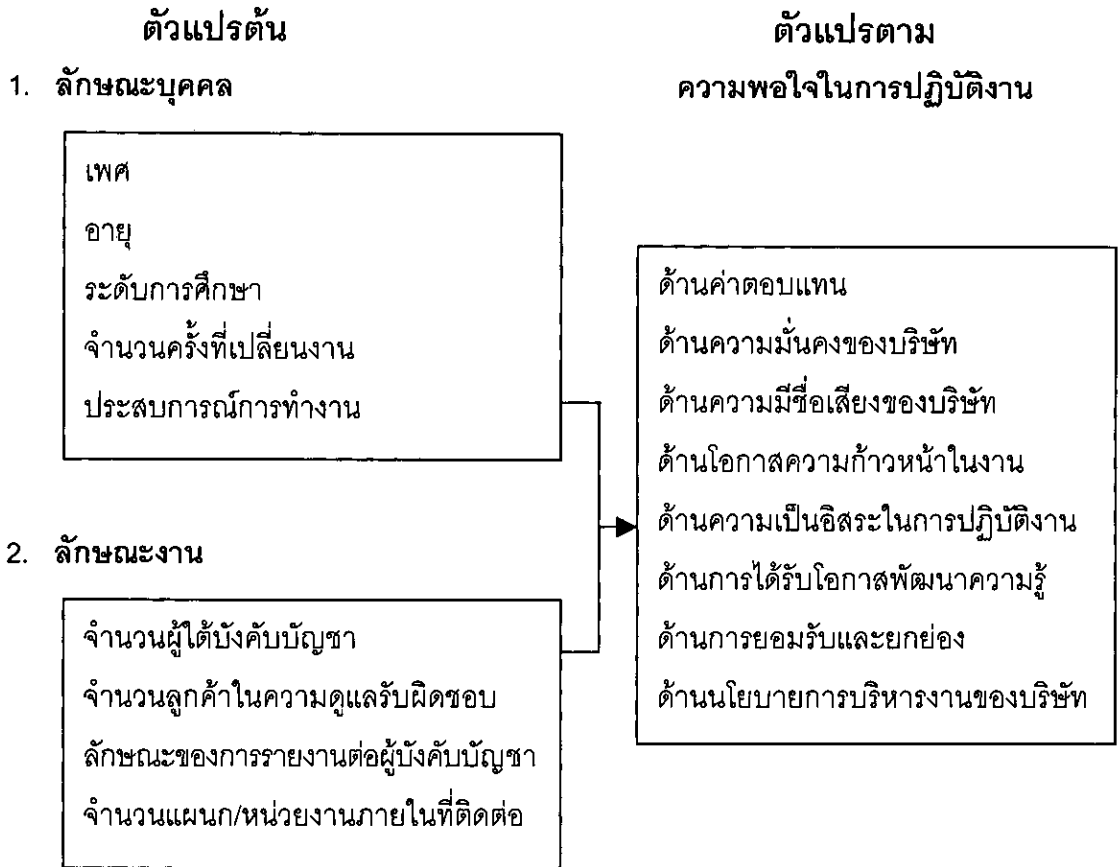 ตัวแปรต้น
1. ลักษณะบุคคล
เพศ
อายุ
ระดับการศึกษา
จำนวนครั้งที่เปลี่ยนงาน
ประสบการณ์การทำงาน
2. ลักษณะงาน
จำนวนผู้ใต้บังคับบัญชา
จำนวนลูกค้าในความดูแลรับผิดชอบ
ลักษณะของการรายงานต่อผู้บังคับบัญชา
จำนวนแผนก/หน่วยงานภายในที่ติดต่อ
ตัวแปรตาม
ความพอใจในการปฏิบัติงาน
ด้านค่าตอบแทน
ด้านความมั่นคงของบริษัท
ด้านความมีชื่อเสียงของบริษัท
ด้านโอกาสความก้าวหน้าในงาน
ด้านความเป็นอิสระในการปฏิบัติงาน
ด้านการได้รับโอกาสพัฒนาความรู้
ด้านการยอมรับและยกย่อง
ด้านนโยบายการบริหารงานของบริษัท